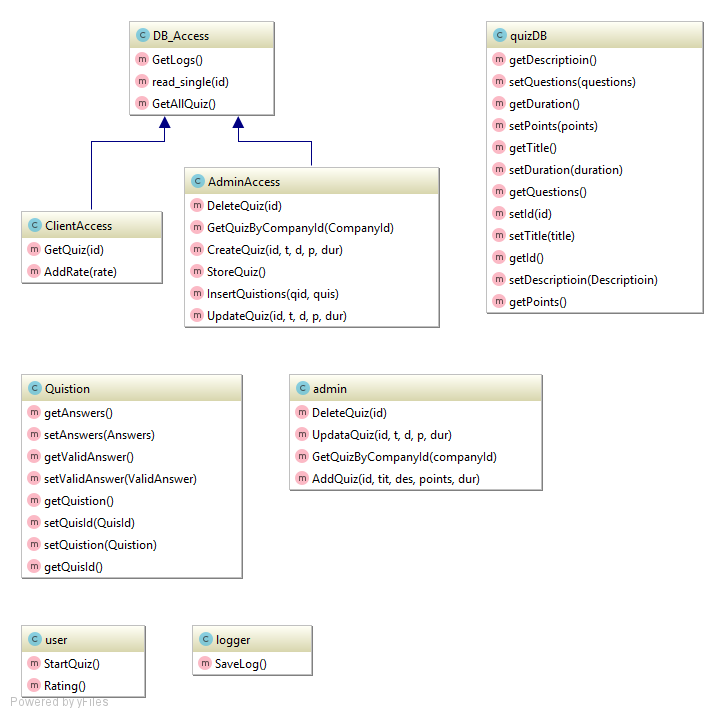 DB_Access
GetLogs()
read_single(id)
GetAllQuiz()
quizDB
getDescriptioin()
setQuestions(questions)
getDuration()
setPoints(points)
getTitle()
setDuration(duration)
getQuestions()
setId(id)
setTitle(title)
getId()
setDescriptioin(Descriptioin)
getPoints()
ClientAccess
GetQuiz(id)
AddRate(rate)
AdminAccess
DeleteQuiz(id)
GetQuizByCompanyId(CompanyId)
CreateQuiz(id, t, d, p, dur)
StoreQuiz()
InsertQuistions(qid, quis)
UpdateQuiz(id, t, d, p, dur)
Quistion
getAnswers()
setAnswers(Answers)
getValidAnswer()
setValidAnswer(ValidAnswer)
getQuistion()
setQuisId(QuisId)
setQuistion(Quistion)
getQuisId()
admin
DeleteQuiz(id)
UpdataQuiz(id, t, d, p, dur)
GetQuizByCompanyId(companyId)
AddQuiz(id, tit, des, points, dur)
user
StartQuiz()
Rating()
logger
SaveLog()
Powered by yFiles